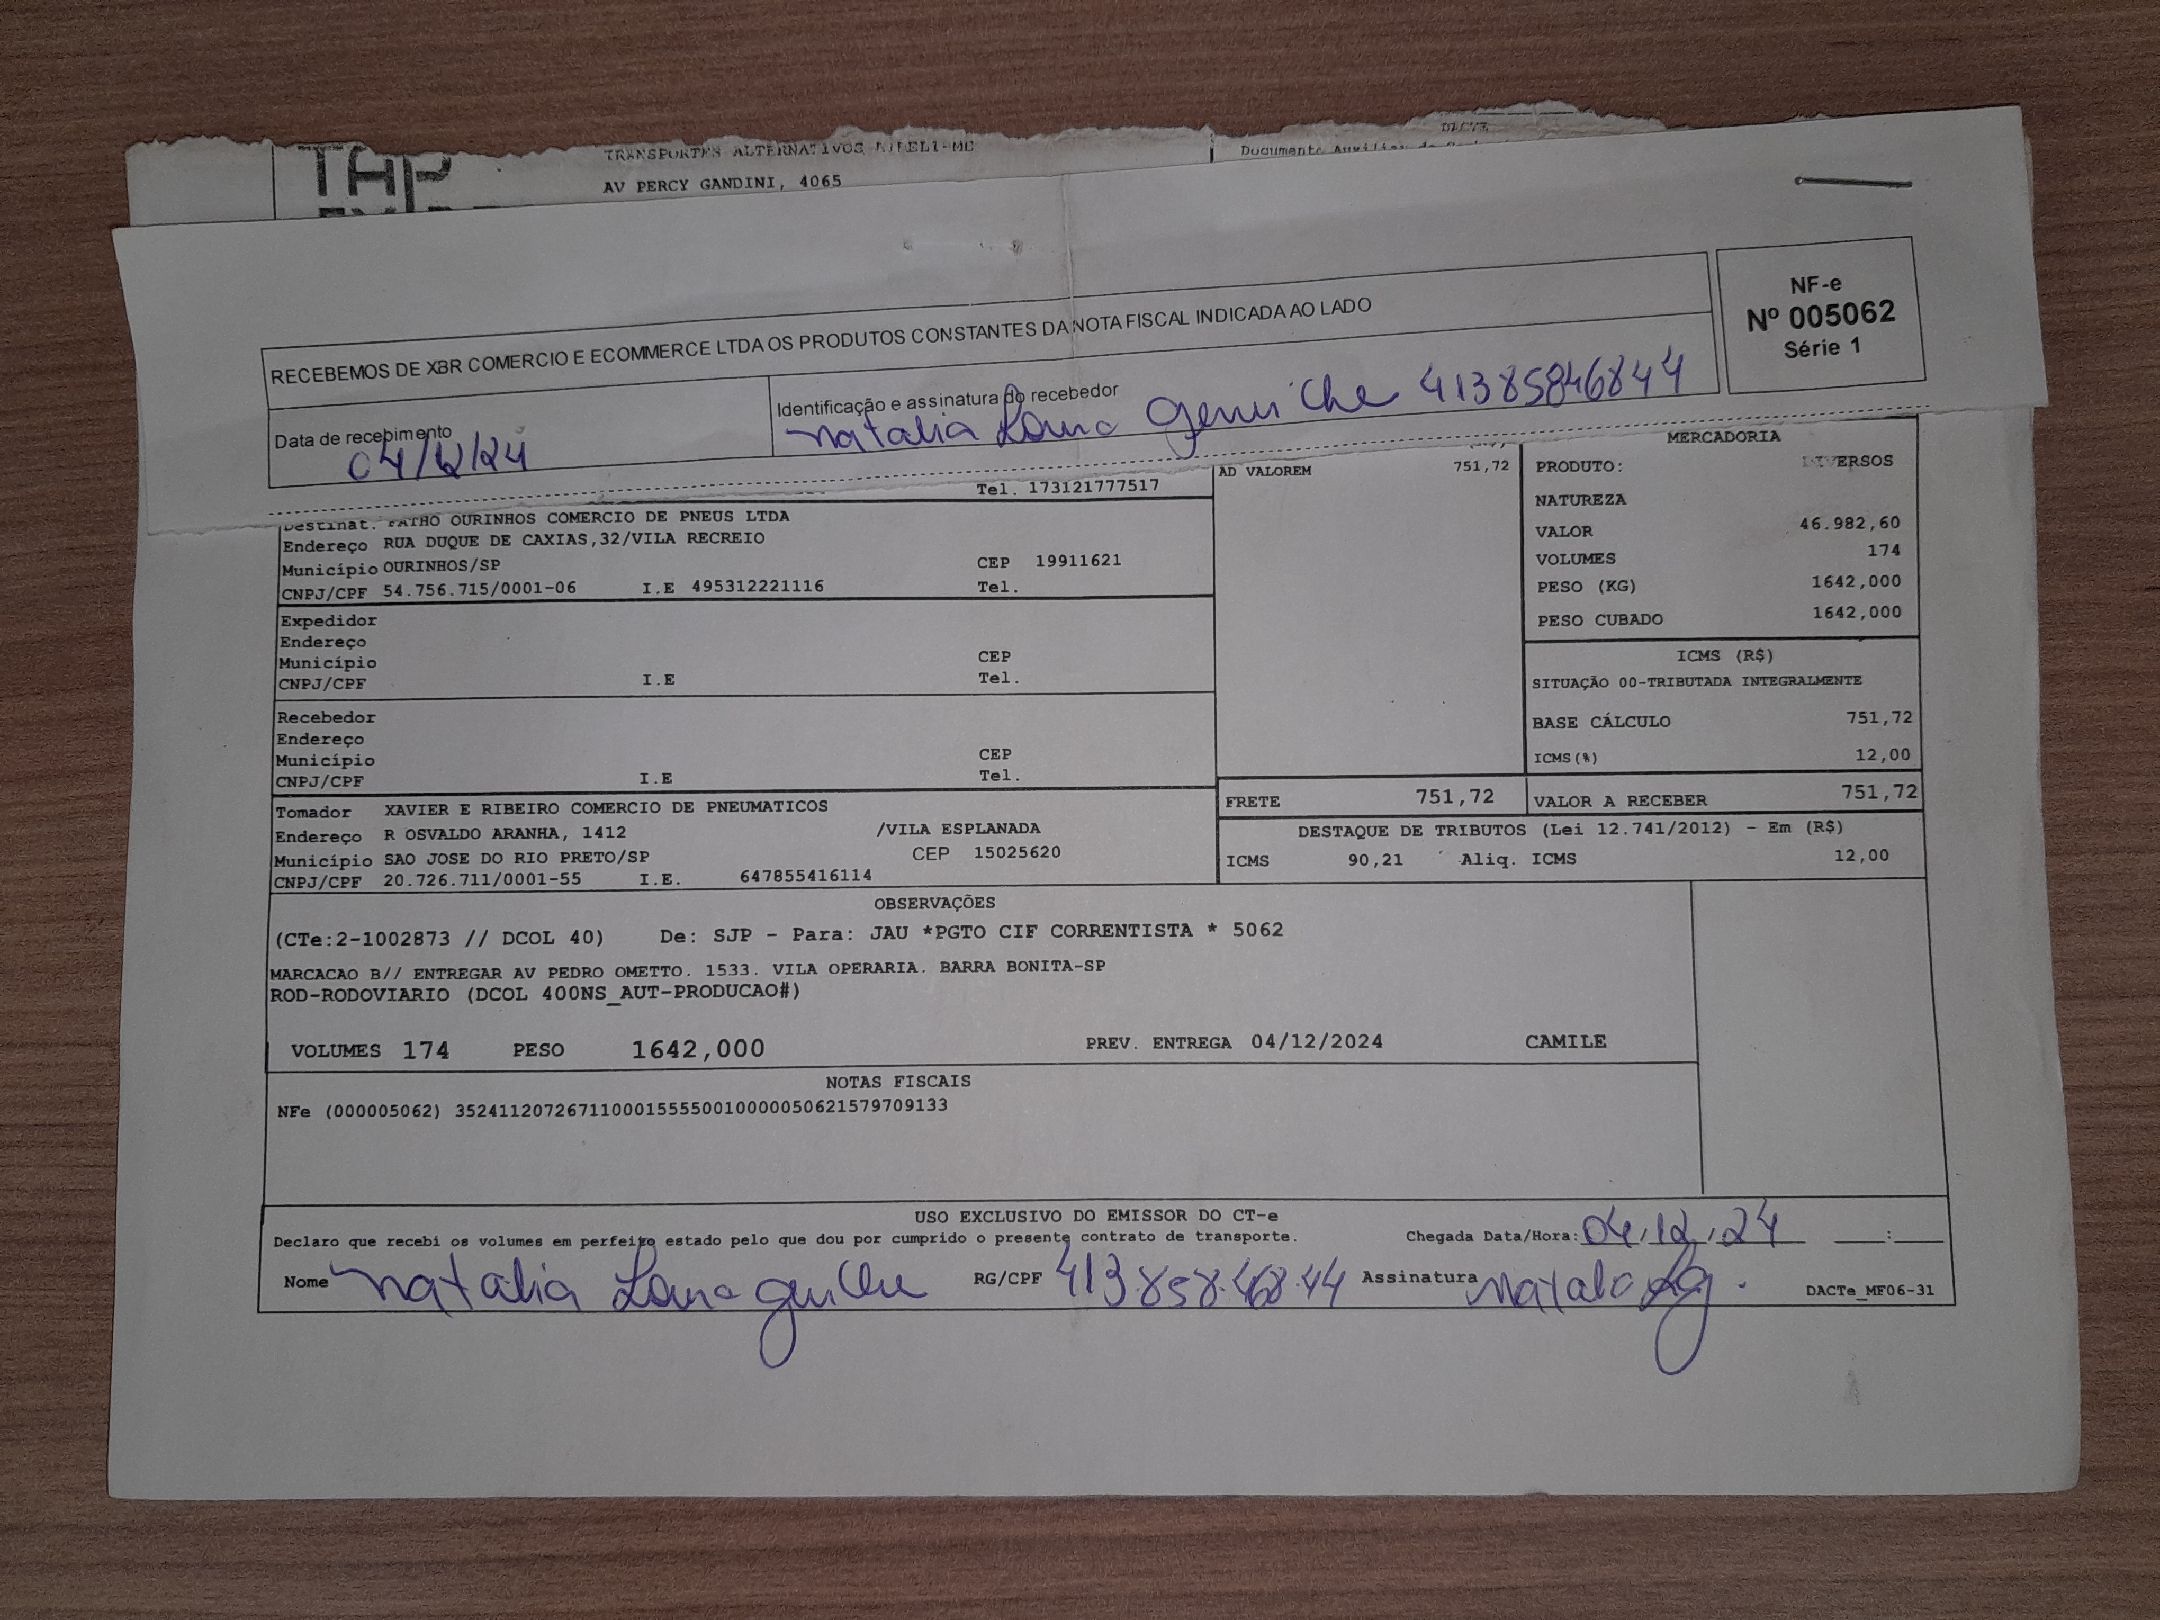 TRANSPORTES ALTERNATIVOS EIRELI-ME
AV PERCY GANDINI, 4065
DACTE
Documento Auxiliar do
TAP
RECEBEMOS DE XBR COMERCIO E ECOMMERCE LTDA OS PRODUTOS CONSTANTES DA NOTA FISCAL INDICADA AO LADO
NF-e
Nº 005062
Série 1
Data de recebimento
04/12/24
Identificação e assinatura do recebedor
Natalia 41385846844
Tel. 173121777517
Destinat. PATHO OURINHOS COMERCIO DE PNEUS LTDA
Endereço RUA DUQUE DE CAXIAS,32/VILA RECREIO
Município OURINHOS/SP CEP 19911621
CNPJ/CPF 54.756.715/0001-06 I.E 495312221116 Tel.
Expedidor
Endereço
Município CEP
CNPJ/CPF I.E Tel.
Recebedor
Endereço
Município CEP
CNPJ/CPF I.E Tel.
Tomador XAVIER E RIBEIRO COMERCIO DE PNEUMATICOS
Endereço R OSVALDO ARANHA, 1412 /VILA ESPLANADA
Município SAO JOSE DO RIO PRETO/SP CEP 15025620
CNPJ/CPF 20.726.711/0001-55 I.E. 647855416114
AD VALOREM 751,72
MERCADORIA
PRODUTO: DIVERSOS
NATUREZA
VALOR 46.982,60
VOLUMES 174
PESO (KG) 1642,000
PESO CUBADO 1642,000
ICMS (R$)
SITUAÇÃO 00-TRIBUTADA INTEGRALMENTE
BASE CÁLCULO 751,72
ICMS(%) 12,00
FRETE 751,72 VALOR A RECEBER 751,72
DESTAQUE DE TRIBUTOS (Lei 12.741/2012) - Em (R$)
ICMS 90,21 Aliq. ICMS 12,00
OBSERVAÇÕES
(CTe:2-1002873 // DCOL 40) De: SJP - Para: JAU *PGTO CIF CORRENTISTA * 5062
MARCACAO B// ENTREGAR AV PEDRO OMETTO. 1533. VILA OPERARIA. BARRA BONITA-SP
ROD-RODOVIARIO (DCOL 400NS_AUT-PRODUCAO#)
VOLUMES 174 PESO 1642,000 PREV. ENTREGA 04/12/2024 CAMILE
NOTAS FISCAIS
NFe (000005062) 35241120726711000155550010000050621579709133
USO EXCLUSIVO DO EMISSOR DO CT-e
Declaro que recebi os volumes em perfeito estado pelo que dou por cumprido o presente contrato de transporte. Chegada Data/Hora: 04/12/24 :
Nome Natalia RG/CPF 413858.468.44 Assinatura
DACTe_MF06-31